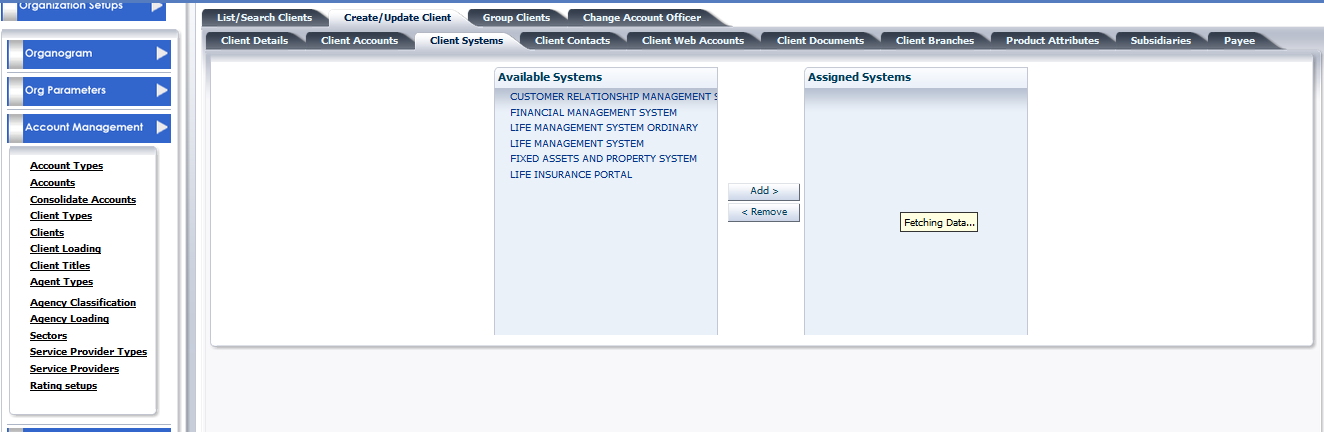 Organization Setups
Organogram
Org Parameters
Account Management
Account Types
Accounts
Consolidate Accounts
Client Types
Clients
Client Loading
Client Titles
Agent Types
Agency Classification
Agency Loading
Sectors
Service Provider Types
Service Providers
Rating setups
List/Search Clients Create/Update Client Group Clients Change Account Officer
Client Details Client Accounts Client Systems Client Contacts Client Web Accounts Client Documents Client Branches Product Attributes Subsidiaries Payee
Available Systems
CUSTOMER RELATIONSHIP MANAGEMENT S
FINANCIAL MANAGEMENT SYSTEM
LIFE MANAGEMENT SYSTEM ORDINARY
LIFE MANAGEMENT SYSTEM
FIXED ASSETS AND PROPERTY SYSTEM
LIFE INSURANCE PORTAL
Add >
< Remove
Assigned Systems
Fetching Data...